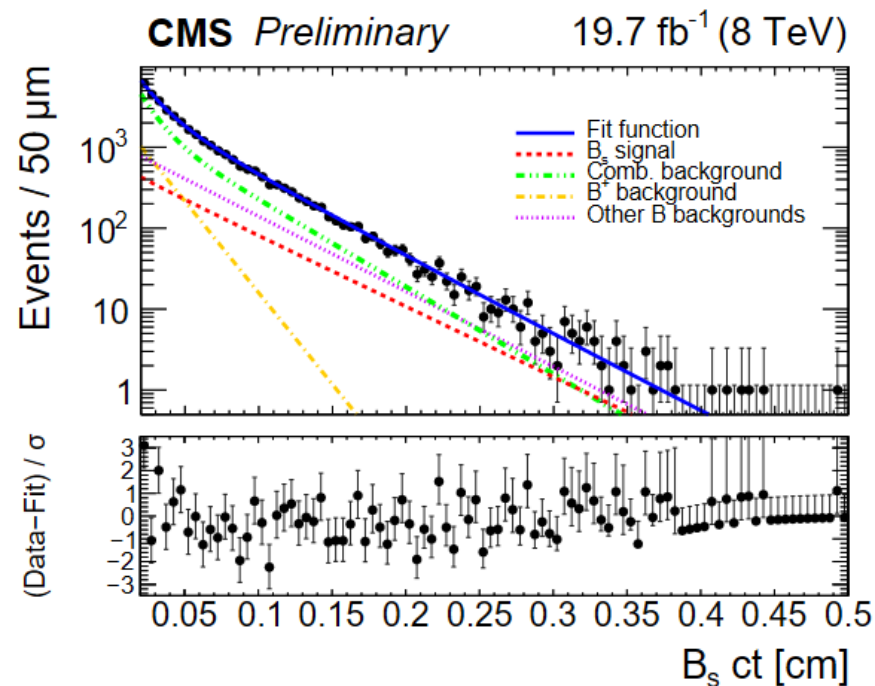 CMS Preliminary 19.7 fb⁻¹ (8 TeV)
Events / 50 μm
10³
10²
10
1
Fit function
Bₛ signal
Comb. background
B⁺ background
Other B backgrounds
(Data−Fit) / σ
3
2
1
0
−1
−2
−3
0.05 0.1 0.15 0.2 0.25 0.3 0.35 0.4 0.45 0.5
Bₛ ct [cm]